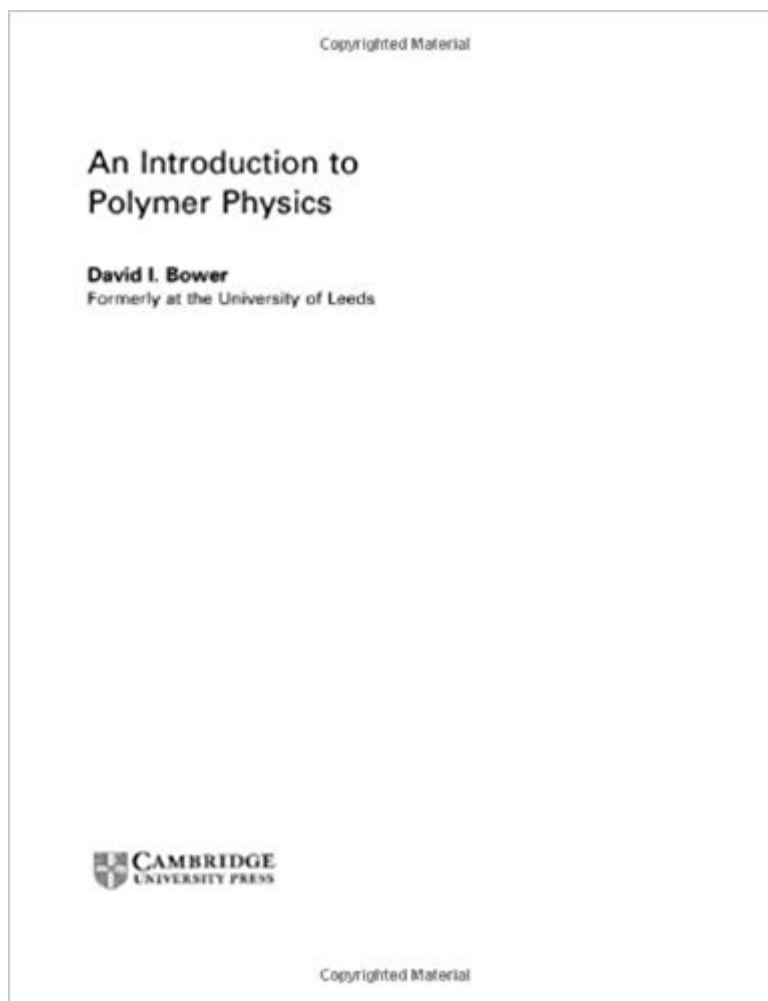 Copyrighted Material
An Introduction to
Polymer Physics
David I. Bower
Formerly at the University of Leeds
CAMBRIDGE
UNIVERSITY PRESS
Copyrighted Material